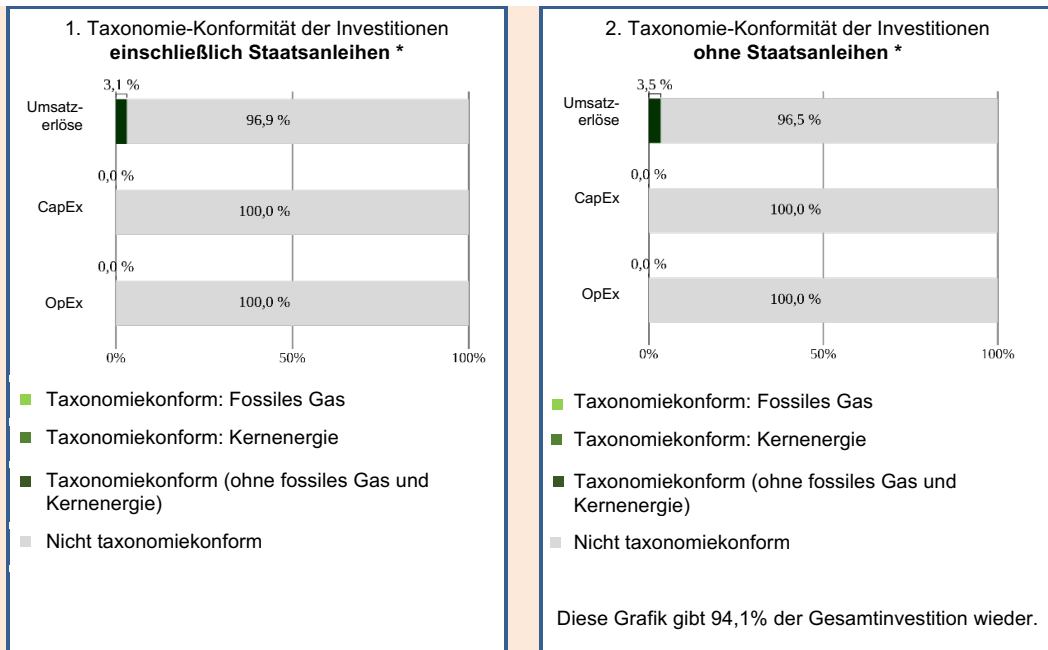 1. Taxonomie-Konformität der Investitionen
einschließlich Staatsanleihen *
3,1 %
Umsatz-
erlöse
96,9 %
0,0 %
CapEx
100,0 %
0,0 %
OpEx
100,0 %
0%
50%
100%
Taxonomiekonform: Fossiles Gas
Taxonomiekonform: Kernenergie
Taxonomiekonform (ohne fossiles Gas und
Kernenergie)
Nicht taxonomiekonform
2. Taxonomie-Konformität der Investitionen
ohne Staatsanleihen *
3,5 %
Umsatz-
erlöse
96,5 %
0,0 %
CapEx
100,0 %
0,0 %
OpEx
100,0 %
0%
50%
100%
Taxonomiekonform: Fossiles Gas
Taxonomiekonform: Kernenergie
Taxonomiekonform (ohne fossiles Gas und
Kernenergie)
Nicht taxonomiekonform
Diese Grafik gibt 94,1% der Gesamtinvestition wieder.